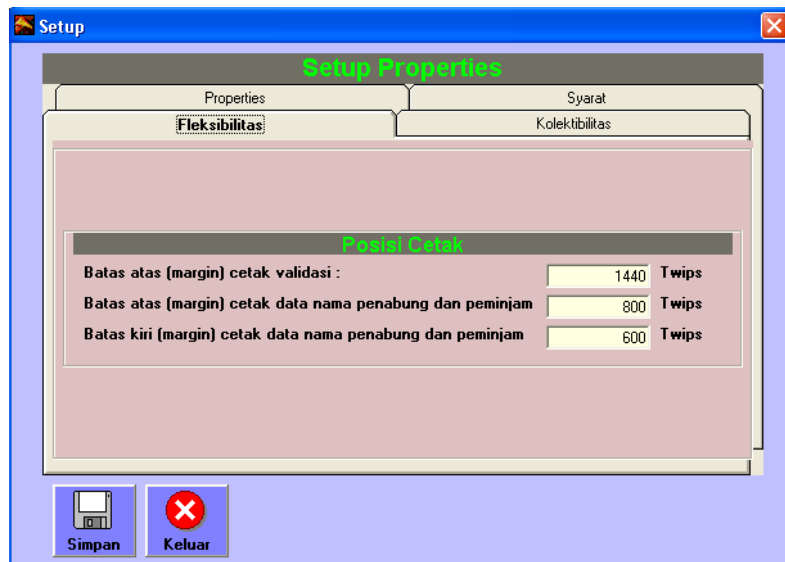 Setup
Setup Properties
Properties Syarat
Fleksibilitas Kolektibilitas
Posisi Cetak
Batas atas (margin) cetak validasi : 1440 Twips
Batas atas (margin) cetak data nama penabung dan peminjam 800 Twips
Batas kiri (margin) cetak data nama penabung dan peminjam 600 Twips
Simpan Keluar